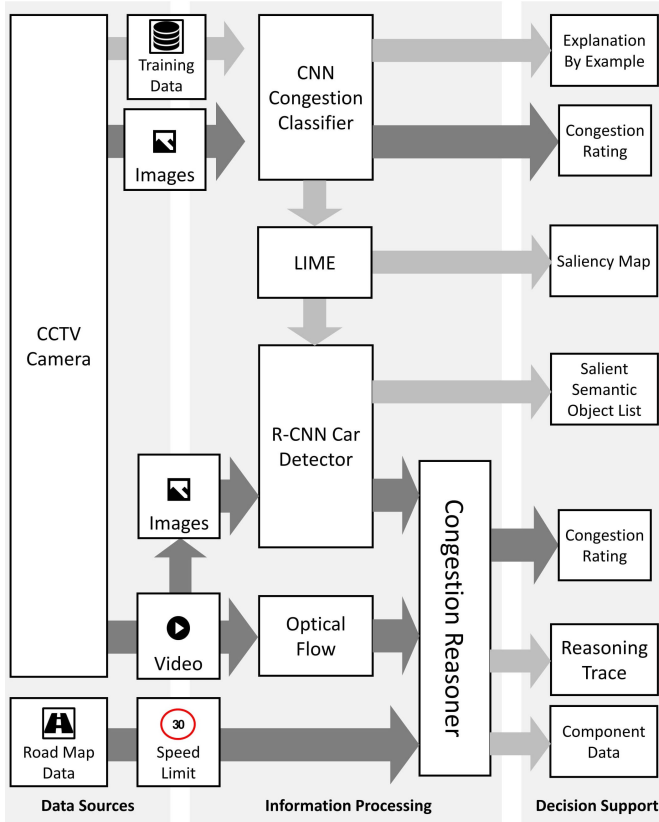 Training
Data
CNN
Congestion
Classifier
Explanation
By Example
Images
Congestion
Rating
LIME
Saliency Map
CCTV
Camera
R-CNN Car
Detector
Salient
Semantic
Object List
Images
Congestion Reasoner
Congestion
Rating
Video
Optical
Flow
Reasoning
Trace
Road Map
Data
30
Speed
Limit
Component
Data
Data Sources
Information Processing
Decision Support